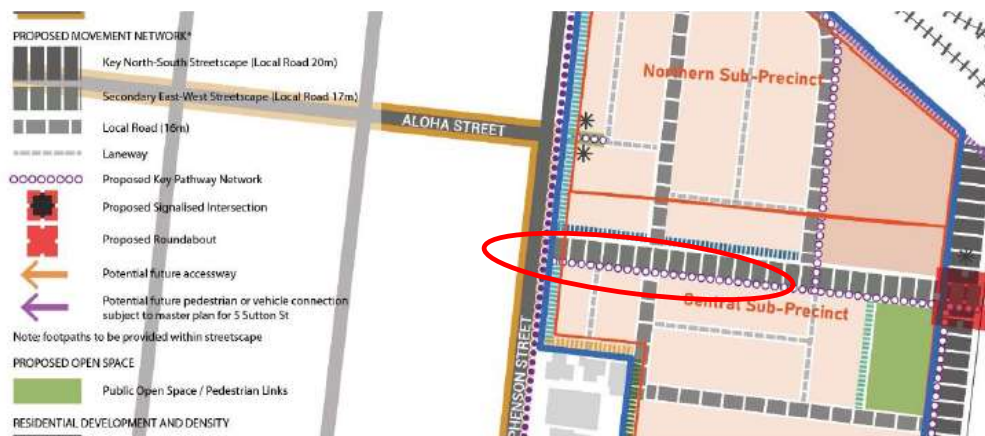 PROPOSED MOVEMENT NETWORK*
Key North-South Streetscape (Local Road 20m)
Secondary East-West Streetscape (Local Road 17m)
Local Road (16m)
Laneway
Proposed Key Pathway Network
Proposed Signalised Intersection
Proposed Roundabout
Potential future accessway
Potential future pedestrian or vehicle connection
subject to master plan for 5 Sutton St
Note: footpaths to be provided within streetscape
PROPOSED OPEN SPACE
Public Open Space / Pedestrian Links
RESIDENTIAL DEVELOPMENT AND DENSITY
ALOHA STREET
PHENSON STREET
Northern Sub-Precinct
Central Sub-Precinct